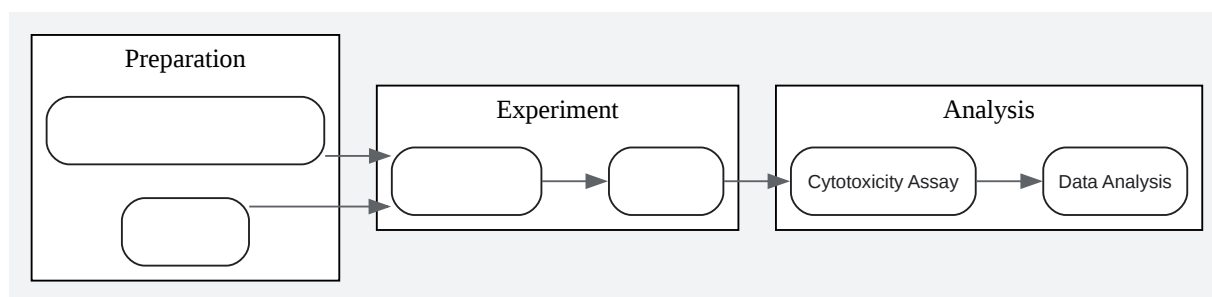 Preparation
Experiment
Analysis
Cytotoxicity Assay
Data Analysis